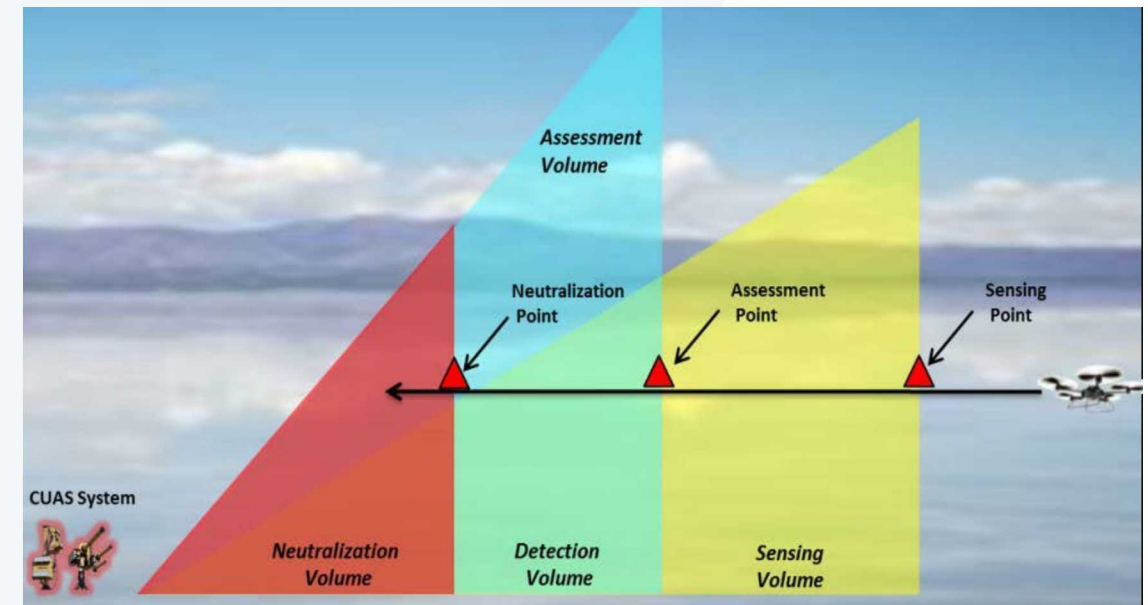 Assessment
Volume
Neutralization
Point
Assessment
Point
Sensing
Point
CUAS System
Neutralization
Volume
Detection
Volume
Sensing
Volume